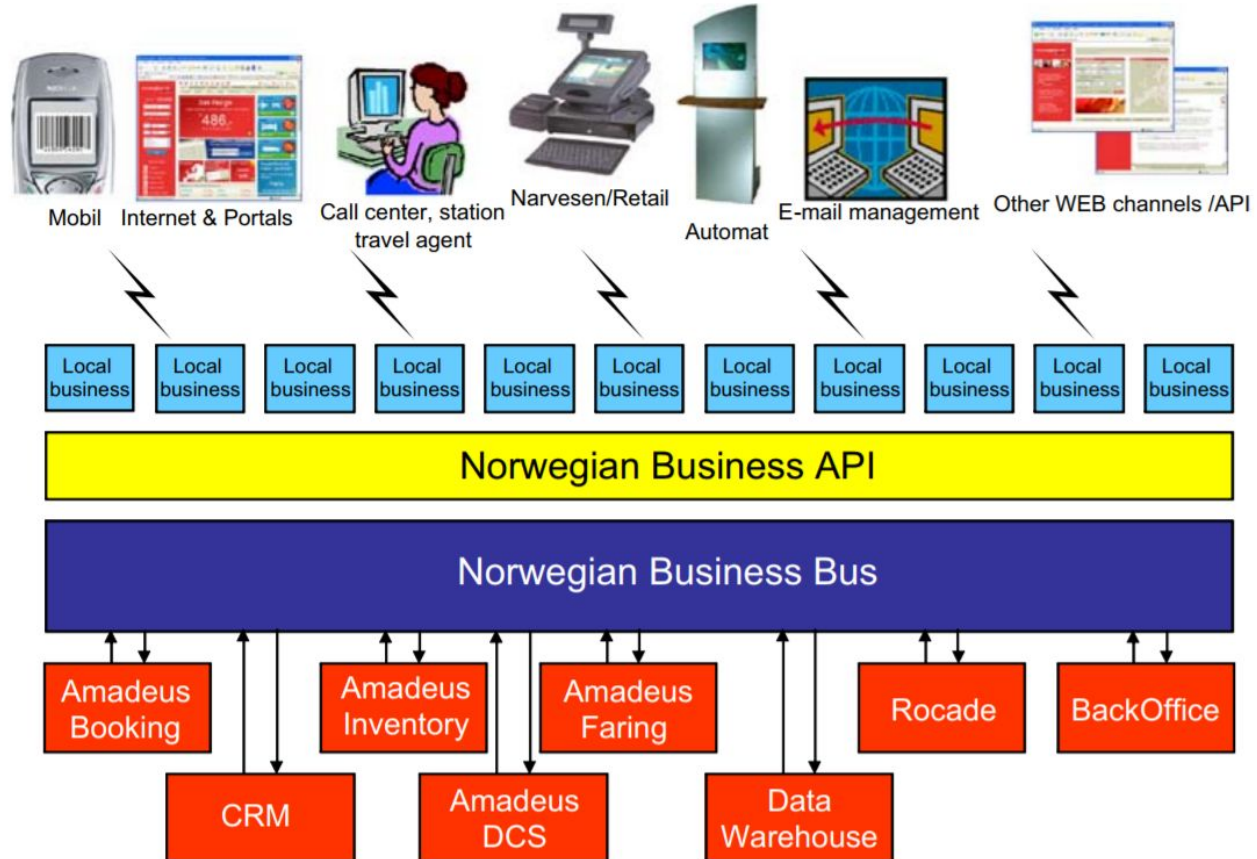 NOKIA
486.-
Mobil
Internet & Portals
Call center, station
travel agent
Narvesen/Retail
Automat
E-mail management
Other WEB channels /API
Local
business
Local
business
Local
business
Local
business
Local
business
Local
business
Local
business
Local
business
Local
business
Local
business
Local
business
Norwegian Business API
Norwegian Business Bus
Amadeus
Booking
Amadeus
Inventory
Amadeus
Faring
Rocade
BackOffice
CRM
Amadeus
DCS
Data
Warehouse